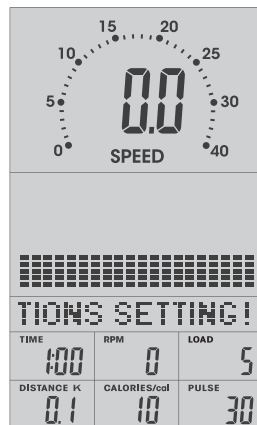 15 20
10 25
5 30
0 40
0.0
SPEED
TIONS SETTING!
TIME RPM LOAD
1:00 0 5
DISTANCE K CALORIES/cal PULSE
0.1 10 30